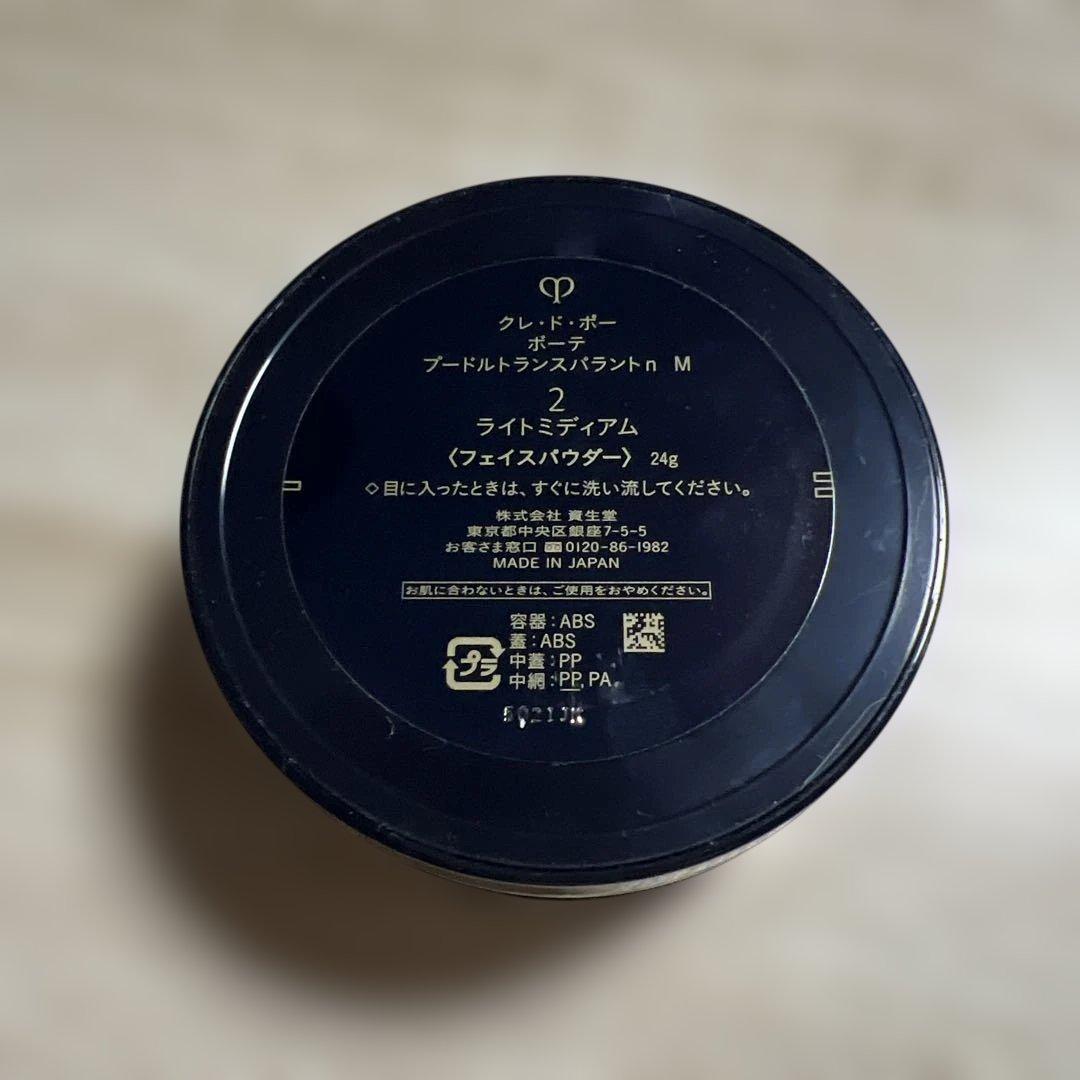 クレ・ド・ポー
ボーテ
プードルトランスパラントn M
2
ライトミディアム
〈フェイスパウダー〉 24g
◇目に入ったときは、すぐに洗い流してください。
株式会社 資生堂
東京都中央区銀座7-5-5
お客さま窓口 0120-86-1982
MADE IN JAPAN
お肌に合わないときは、ご使用をおやめください。
容器:ABS
蓋:ABS
中蓋:PP
中網:PP,PA
プラ
5021JK